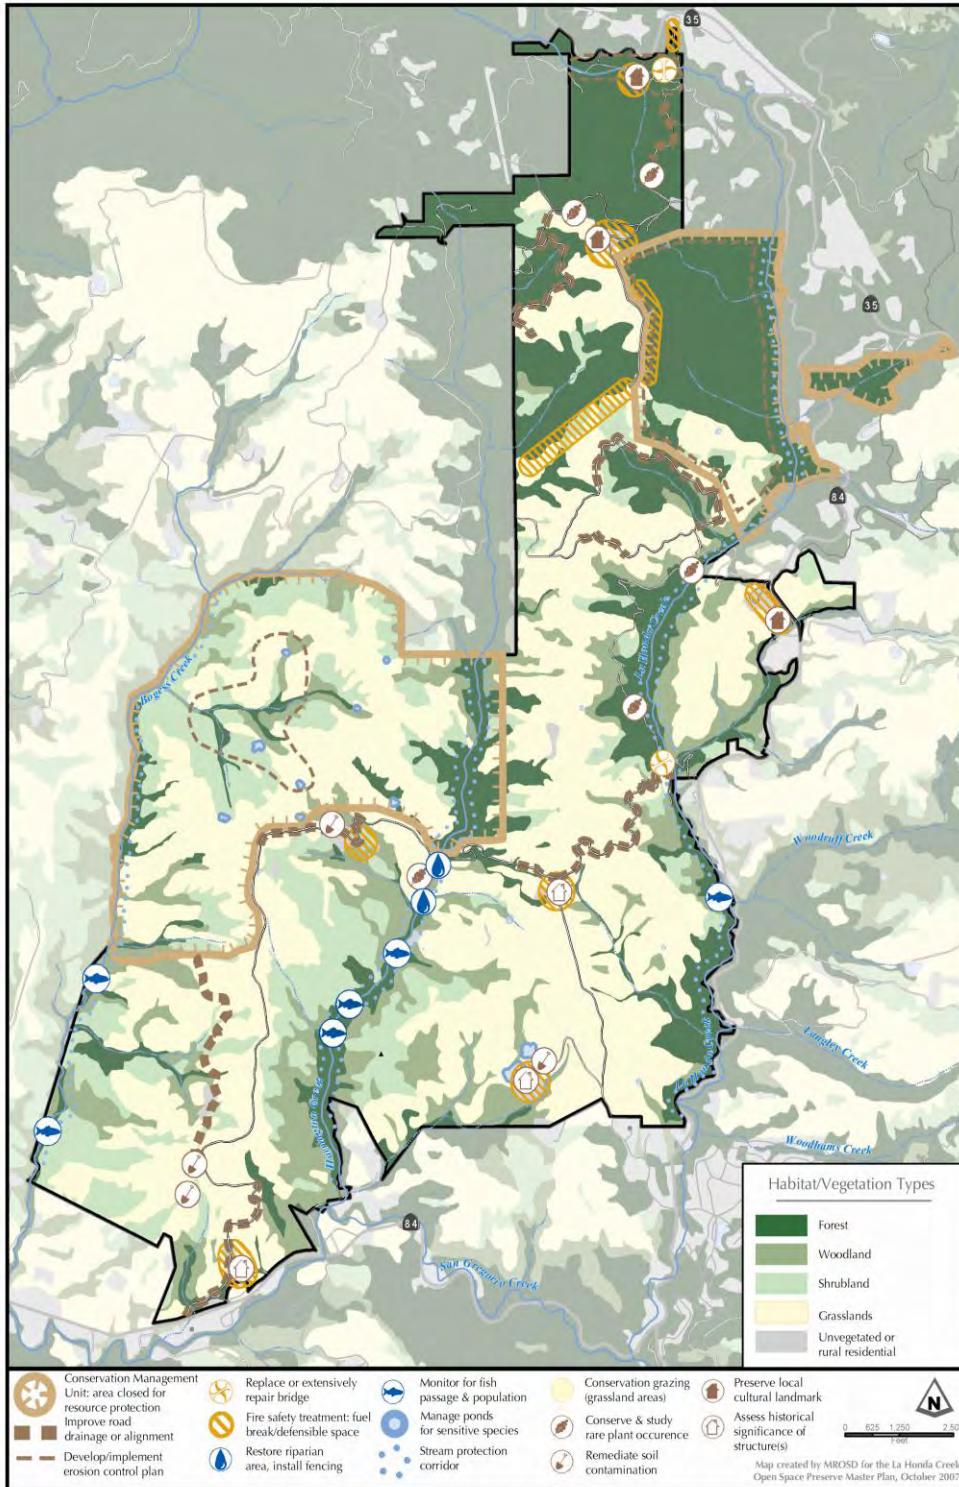 35
35
84
Bogess Creek
La Honda Creek
Woodruff Creek
Langley Creek
La Honda Creek
Woodhams Creek
Harrington Creek
84
San Gregorio Creek
Habitat/Vegetation Types
Forest
Woodland
Shrubland
Grasslands
Unvegetated or
rural residential
Conservation Management
Unit: area closed for
resource protection
Improve road
drainage or alignment
Develop/implement
erosion control plan
Replace or extensively
repair bridge
Fire safety treatment: fuel
break/defensible space
Restore riparian
area, install fencing
Monitor for fish
passage & population
Manage ponds
for sensitive species
Stream protection
corridor
Conservation grazing
(grassland areas)
Conserve & study
rare plant occurence
Remediate soil
contamination
Preserve local
cultural landmark
Assess historical
significance of
structure(s)
N
0 625 1,250 2,50
Feet
Map created by MROSD for the La Honda Creek
Open Space Preserve Master Plan, October 2007